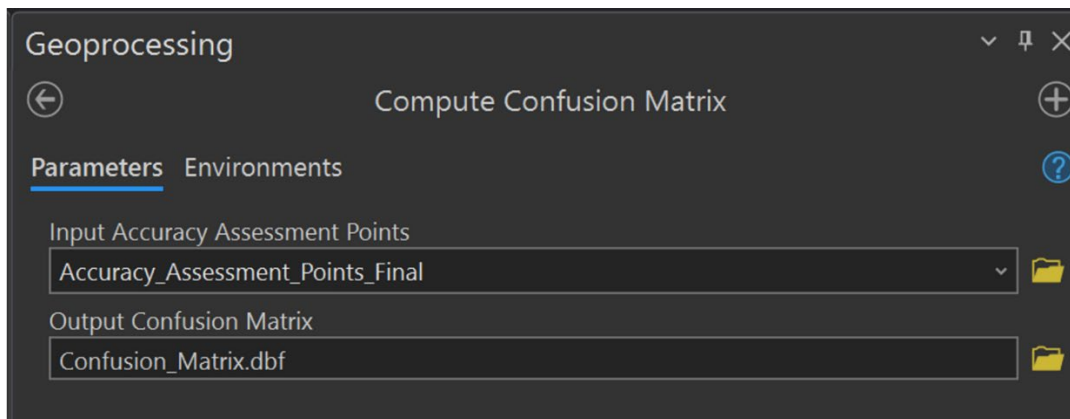 Geoprocessing
Compute Confusion Matrix
Parameters Environments
Input Accuracy Assessment Points
Accuracy_Assessment_Points_Final
Output Confusion Matrix
Confusion_Matrix.dbf